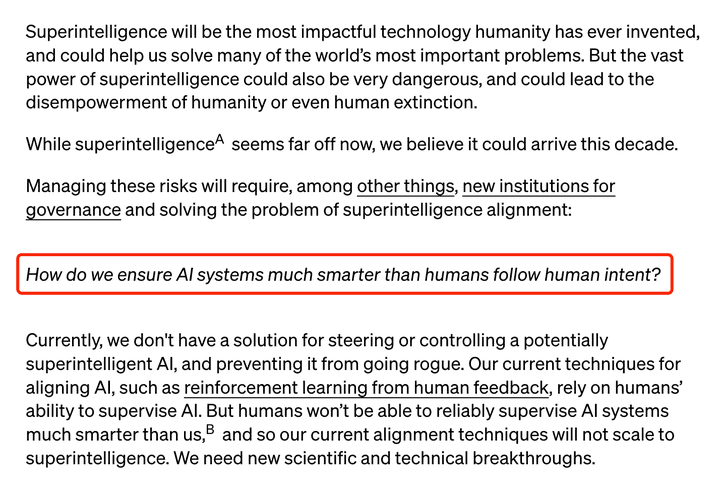 Superintelligence will be the most impactful technology humanity has ever invented,
and could help us solve many of the world’s most important problems. But the vast
power of superintelligence could also be very dangerous, and could lead to the
disempowerment of humanity or even human extinction.
While superintelligenceA seems far off now, we believe it could arrive this decade.
Managing these risks will require, among other things, new institutions for
governance and solving the problem of superintelligence alignment:
How do we ensure AI systems much smarter than humans follow human intent?
Currently, we don't have a solution for steering or controlling a potentially
superintelligent AI, and preventing it from going rogue. Our current techniques for
aligning AI, such as reinforcement learning from human feedback, rely on humans’
ability to supervise AI. But humans won’t be able to reliably supervise AI systems
much smarter than us,B and so our current alignment techniques will not scale to
superintelligence. We need new scientific and technical breakthroughs.